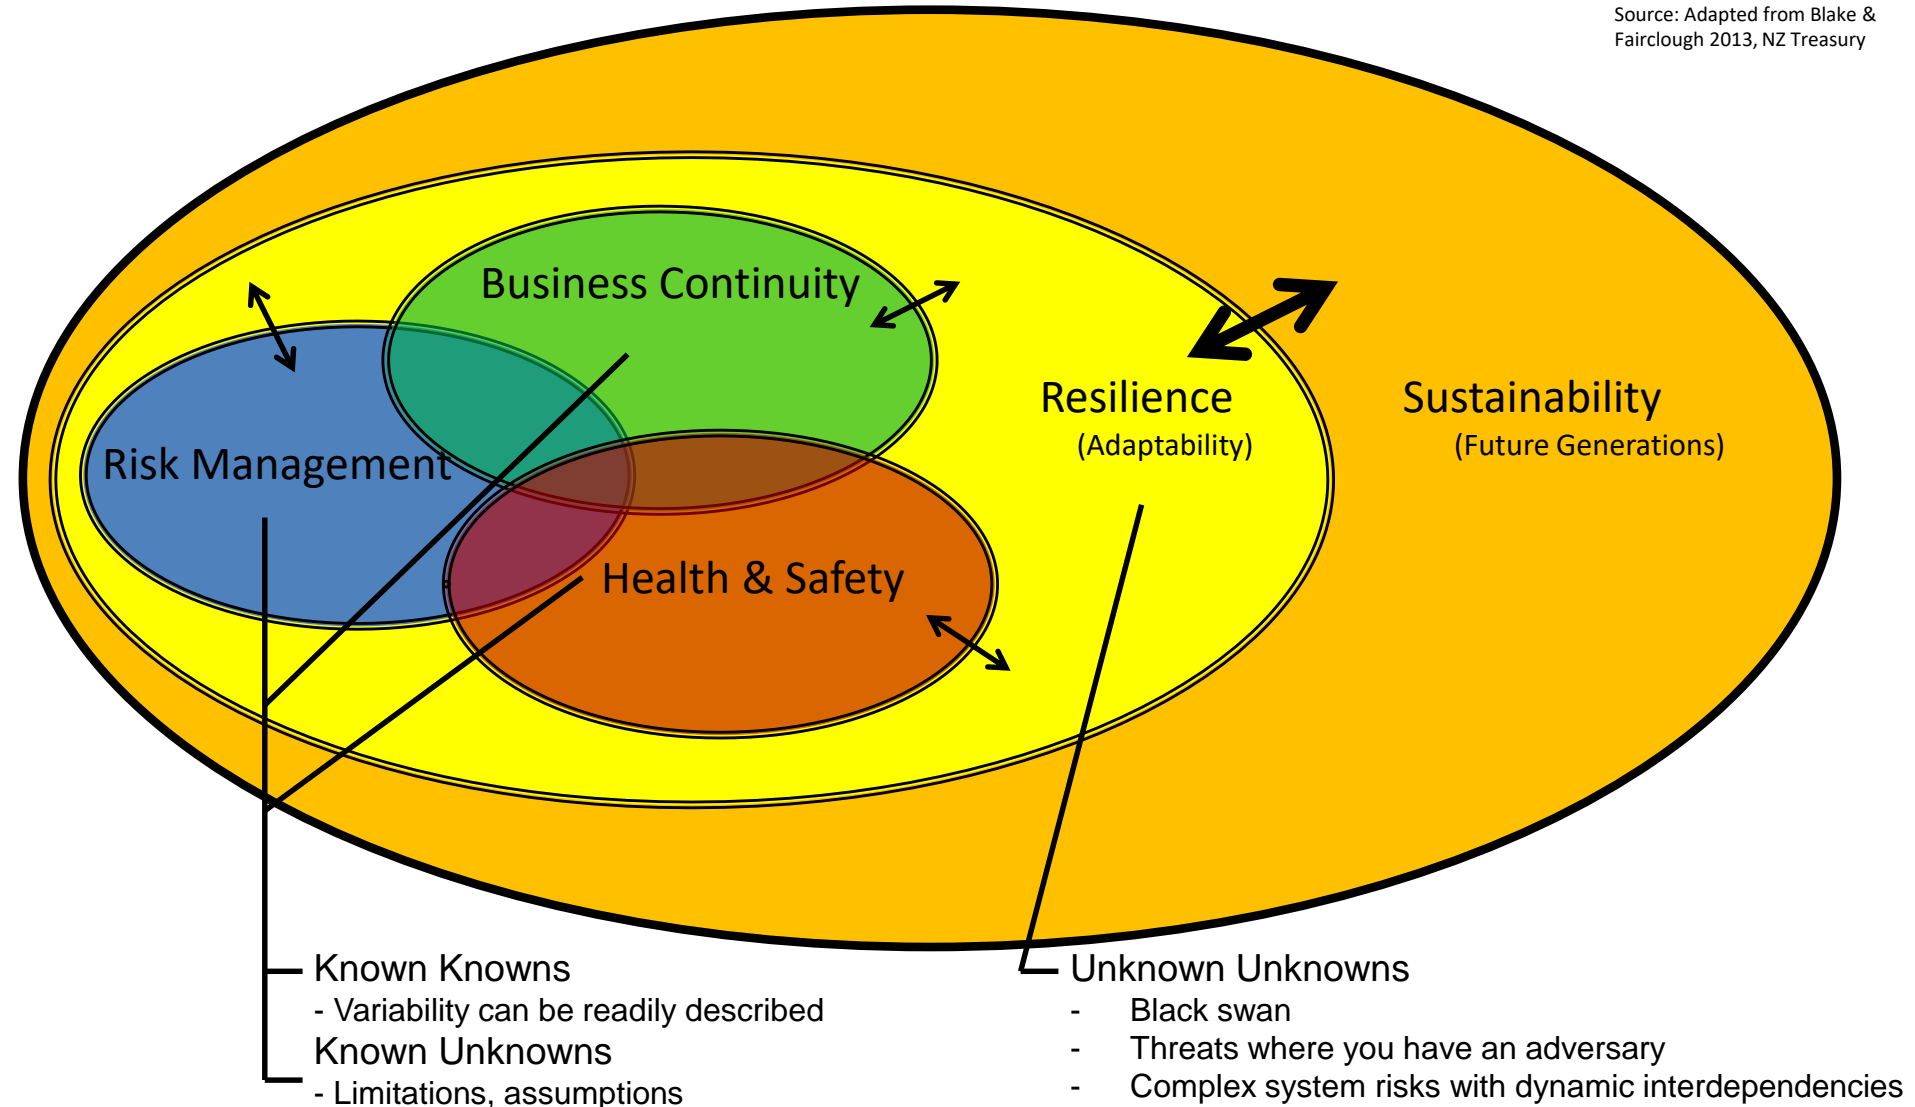 Source: Adapted from Blake &
Fairclough 2013, NZ Treasury
Business Continuity
Risk Management
Health & Safety
Resilience
(Adaptability)
Sustainability
(Future Generations)
Known Knowns
- Variability can be readily described
Known Unknowns
- Limitations, assumptions
Unknown Unknowns
- Black swan
- Threats where you have an adversary
- Complex system risks with dynamic interdependencies